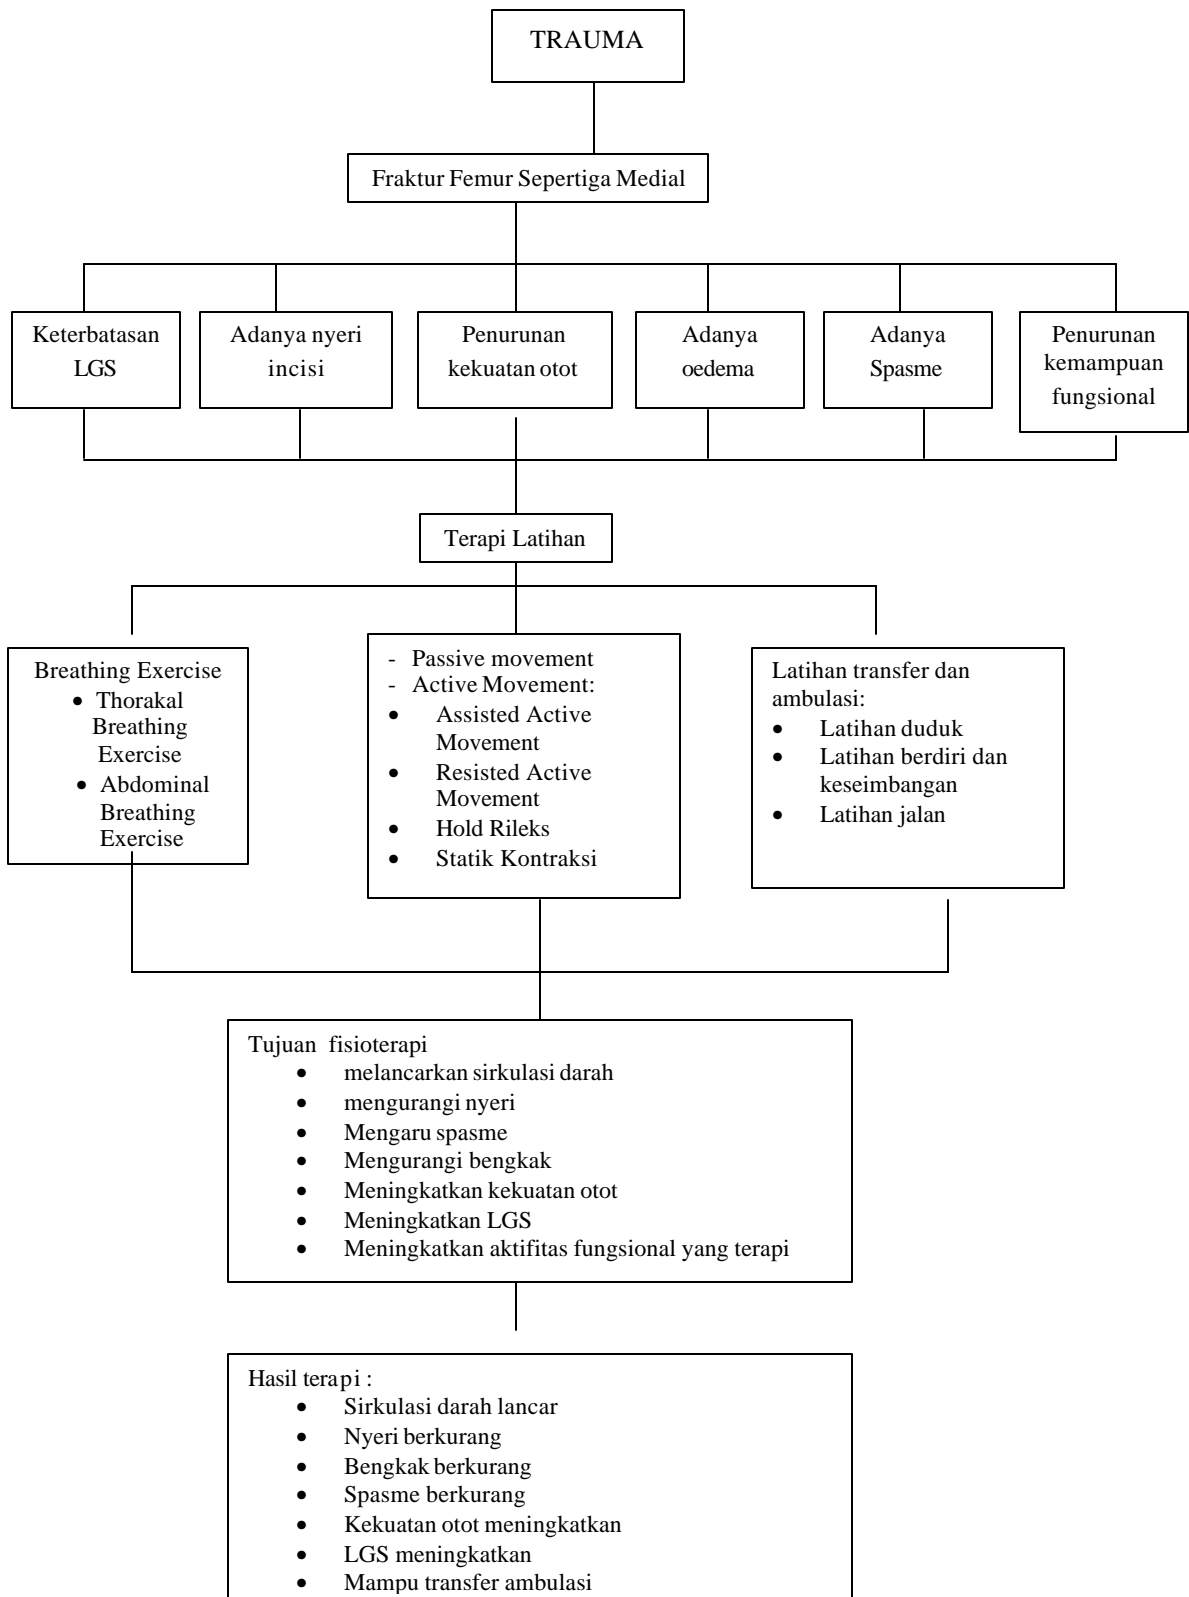 TRAUMA
Fraktur Femur Sepertiga Medial
Keterbatasan
LGS
Adanya nyeri
incisi
Penurunan
kekuatan otot
Adanya
oedema
Adanya
Spasme
Penurunan
kemampuan
fungsional
Terapi Latihan
Breathing Exercise
• Thorakal
Breathing
Exercise
• Abdominal
Breathing
Exercise
- Passive movement
- Active Movement:
• Assisted Active
Movement
• Resisted Active
Movement
• Hold Rileks
• Statik Kontraksi
Latihan transfer dan
ambulasi:
• Latihan duduk
• Latihan berdiri dan
keseimbangan
• Latihan jalan
Tujuan fisioterapi
• melancarkan sirkulasi darah
• mengurangi nyeri
• Mengaru spasme
• Mengurangi bengkak
• Meningkatkan kekuatan otot
• Meningkatkan LGS
• Meningkatkan aktifitas fungsional yang terapi
Hasil terapi :
• Sirkulasi darah lancar
• Nyeri berkurang
• Bengkak berkurang
• Spasme berkurang
• Kekuatan otot meningkatkan
• LGS meningkatkan
• Mampu transfer ambulasi